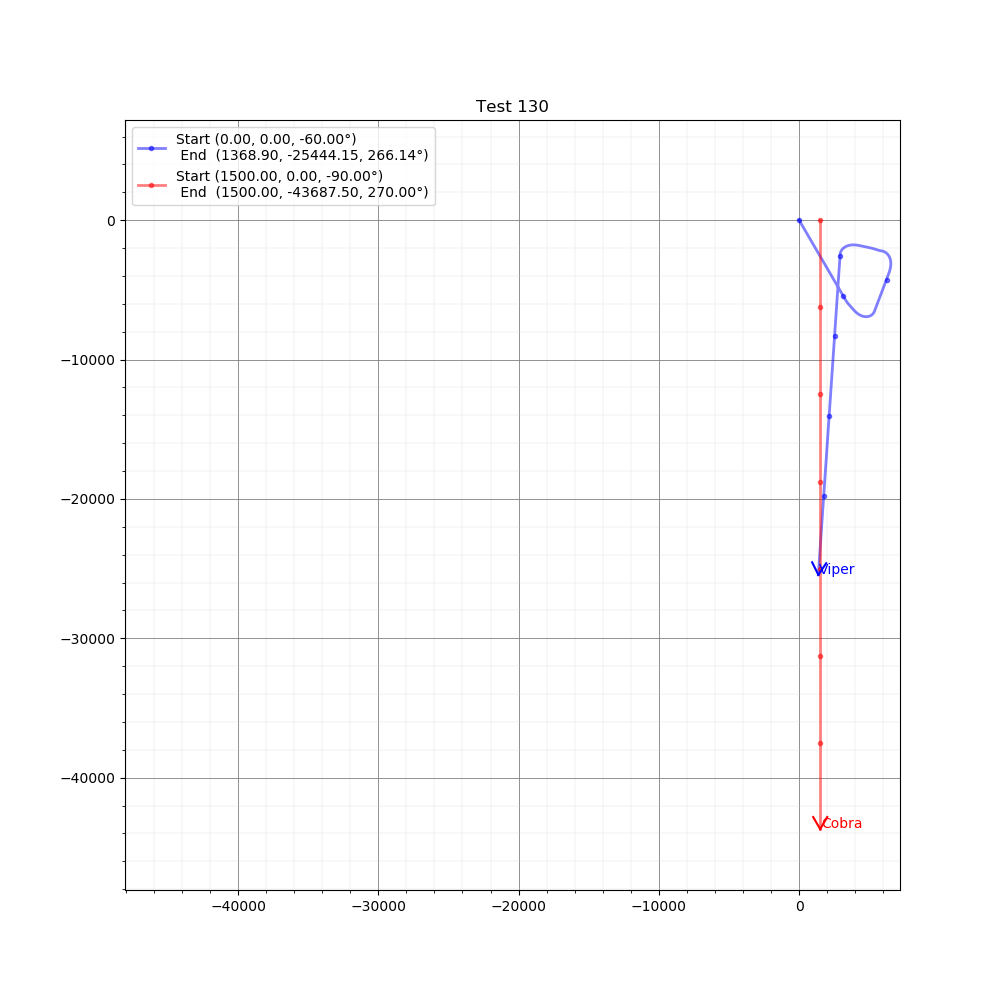 Test 130
Start (0.00, 0.00, -60.00°)
End (1368.90, -25444.15, 266.14°)
Start (1500.00, 0.00, -90.00°)
End (1500.00, -43687.50, 270.00°)
0
−10000
−20000
−30000
−40000
Viper
Cobra
−40000
−30000
−20000
−10000
0